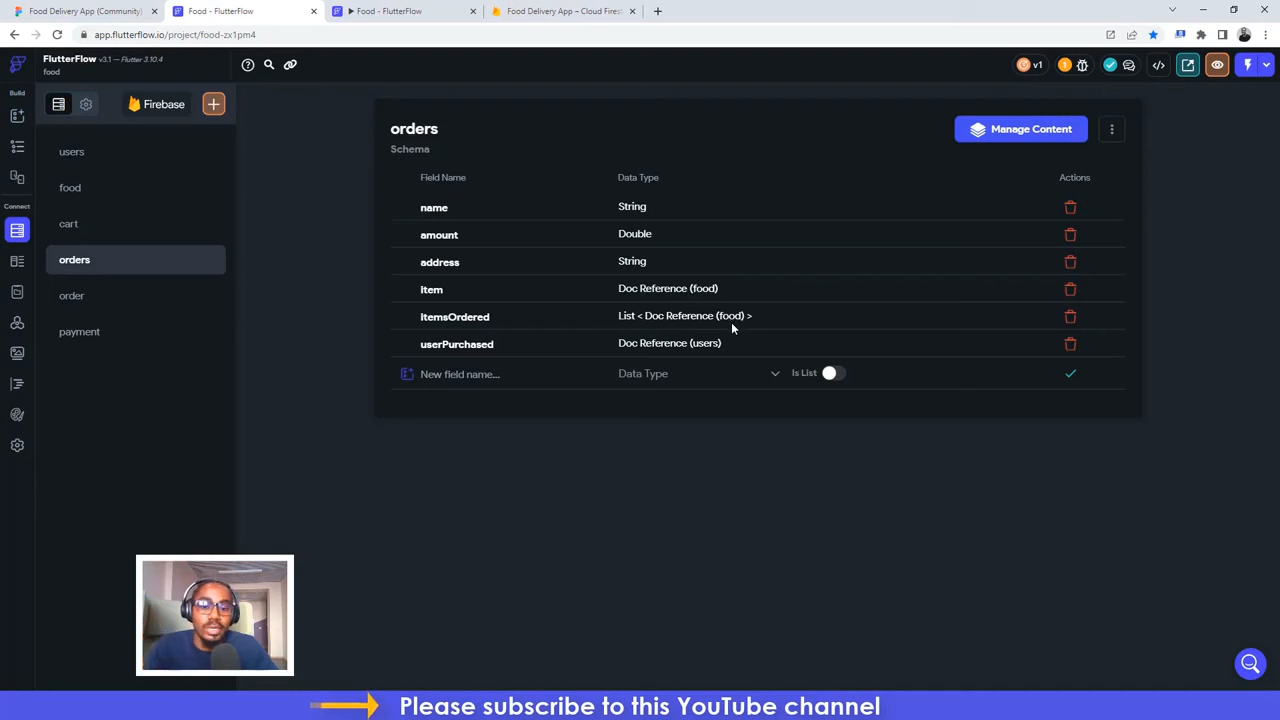 Food Delivery App (Community)
Food - FlutterFlow
Food - FlutterFlow
Food Delivery App – Cloud Fires
app.flutterflow.io/project/food-zx1pm4
FlutterFlow v3.1 – Flutter 3.10.4
food
v1
1
Build
Firebase
users
food
cart
orders
order
payment
Connect
orders
Schema
Manage Content
Field Name Data Type Actions
name String
amount Double
address String
item Doc Reference (food)
itemsOrdered List < Doc Reference (food) >
userPurchased Doc Reference (users)
New field name... Data Type Is List
Please subscribe to this YouTube channel